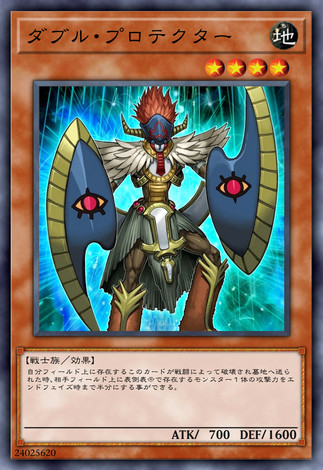 ダブル・プロテクター
地
【戦士族／効果】
自分フィールド上に存在するこのカードが戦闘によって破壊され墓地へ送ら
れた時、相手フィールド上に表側表示で存在するモンスター１体の攻撃力をエ
ンドフェイズ時まで半分にする事ができる。
ATK/ 700 DEF/1600
24025620